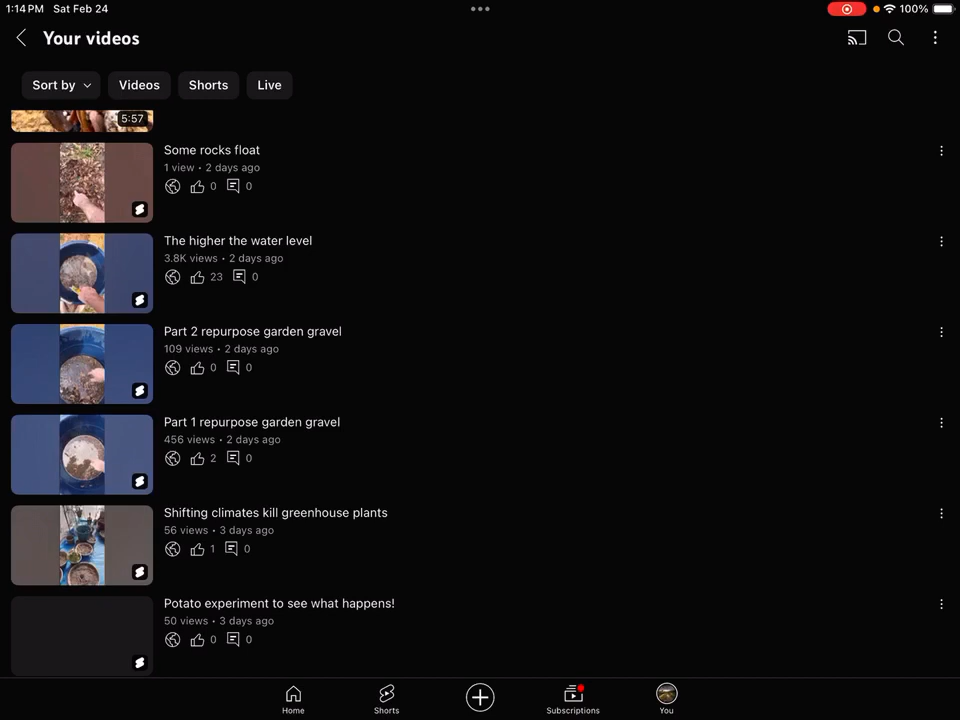 1:14 PM Sat Feb 24 100%
Your videos
Sort by Videos Shorts Live
5:57
Some rocks float
1 view • 2 days ago
0 0
The higher the water level
3.8K views • 2 days ago
23 0
Part 2 repurpose garden gravel
109 views • 2 days ago
0 0
Part 1 repurpose garden gravel
456 views • 2 days ago
2 0
Shifting climates kill greenhouse plants
56 views • 3 days ago
1 0
Potato experiment to see what happens!
50 views • 3 days ago
0 0
Home Shorts Subscriptions You